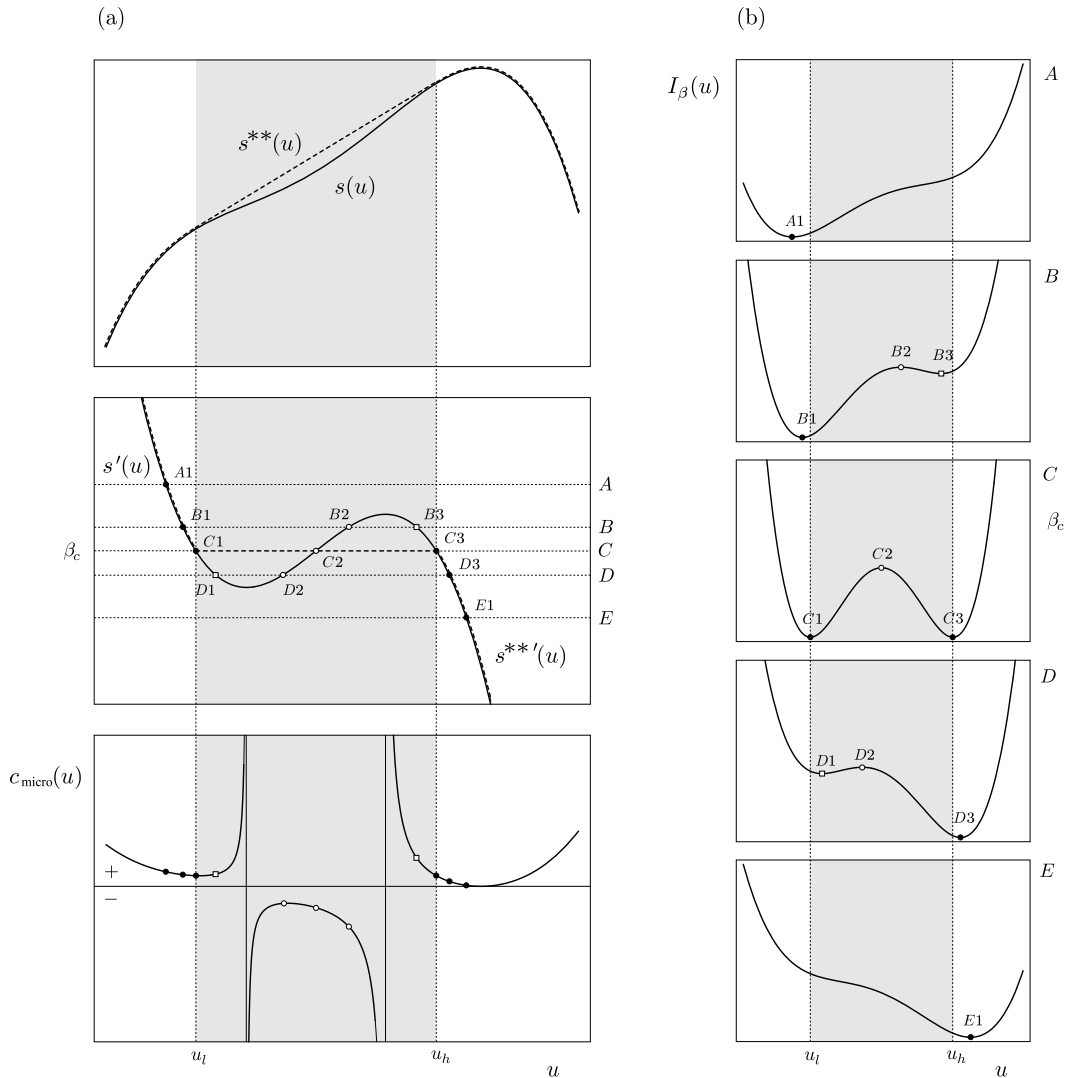 (a)
s**(u)
s(u)
s′(u)
A1
A
B1
B2
B3
B
β_c
C1
C2
C3
C
D1
D2
D3
D
E1
E
s**′(u)
c_micro(u)
+
−
u_l
u_h
u
(b)
I_β(u)
A
A1
B
B1
B2
B3
C
β_c
C1
C2
C3
D
D1
D2
D3
E
E1
u_l
u_h
u